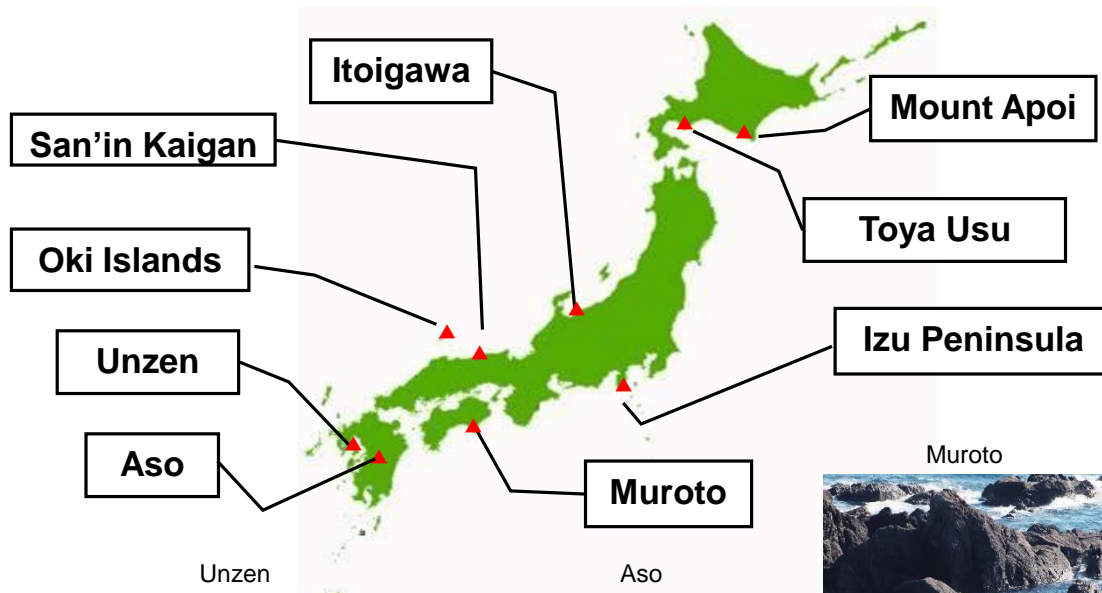 Itoigawa
Mount Apoi
San’in Kaigan
Toya Usu
Oki Islands
Izu Peninsula
Unzen
Aso
Muroto
Muroto
Unzen
Aso